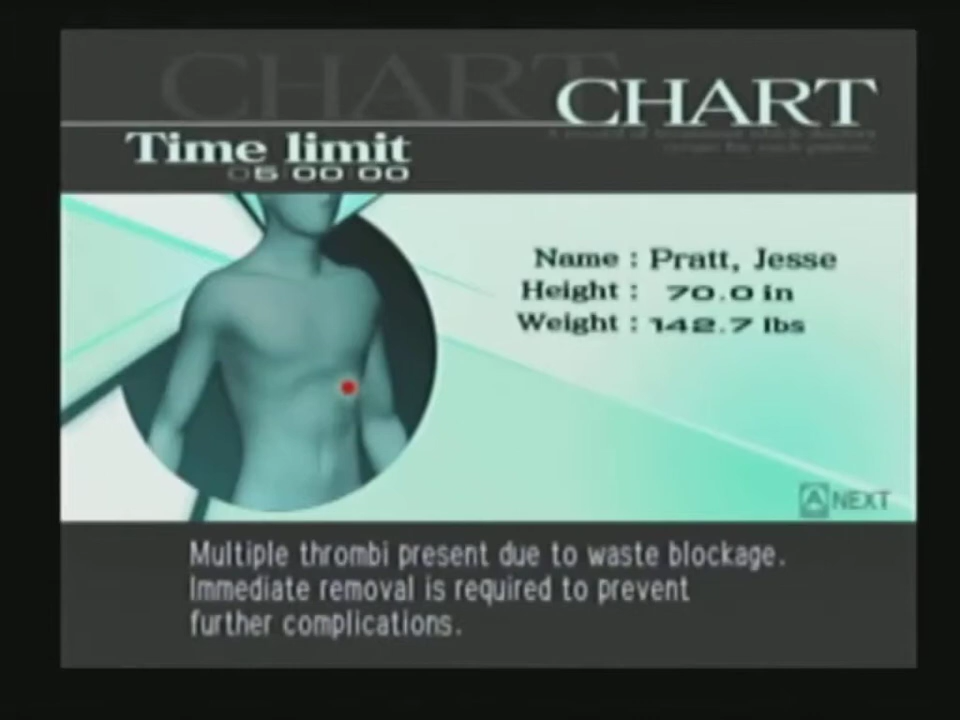 CHART
CHART
Time limit
05:00:00
Name : Pratt, Jesse
Height : 70.0 in
Weight : 142.7 lbs
A NEXT
Multiple thrombi present due to waste blockage.
Immediate removal is required to prevent
further complications.